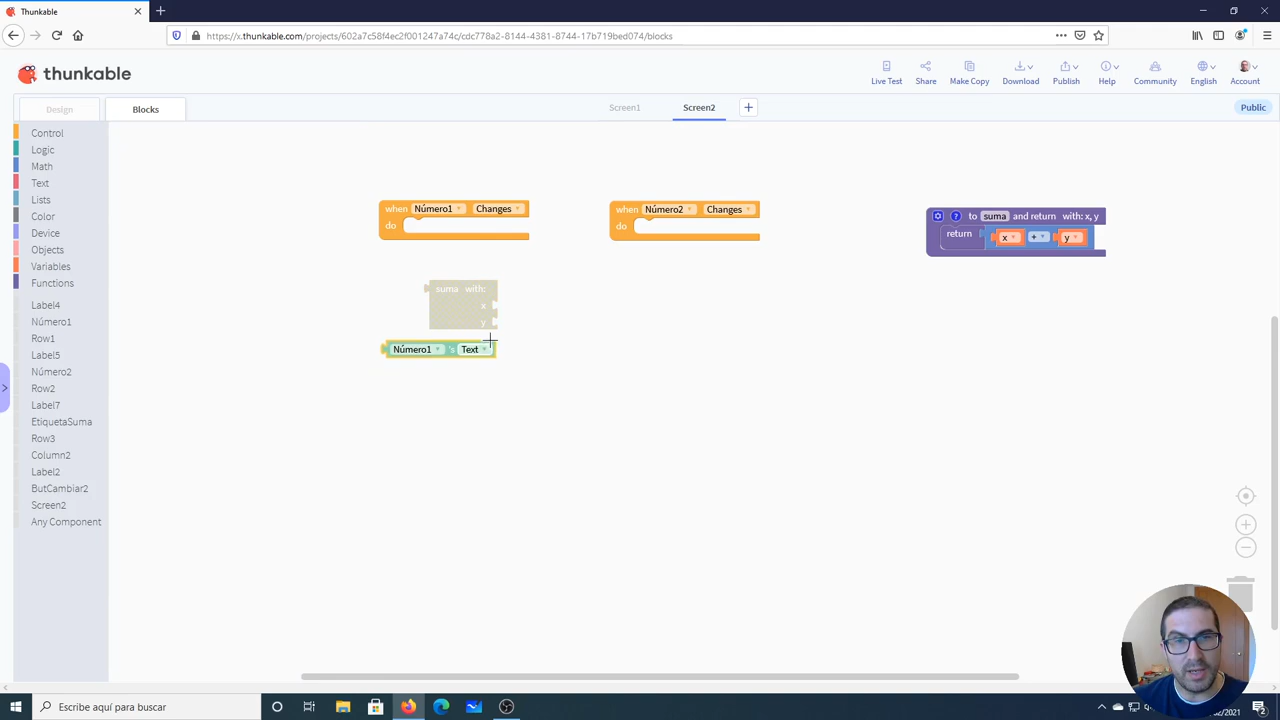 Thunkable
https://x.thunkable.com/projects/602a7c58f4ec2f001247a74c/cdc778a2-8144-4381-8744-17b719bed074/blocks
thunkable
Live Test Share Make Copy Download Publish Help Community English Account
Design Blocks Screen1 Screen2 + Public
Control
Logic
Math
Text
Lists
Color
Device
Objects
Variables
Functions
Label4
Número1
Row1
Label5
Número2
Row2
Label7
EtiquetaSuma
Row3
Column2
Label2
ButCambiar2
Screen2
Any Component
when Número1 Changes
do
when Número2 Changes
do
to suma and return with: x, y
return x + y
suma with:
x
y
Número1 's Text
Escribe aquí para buscar
/2021
2